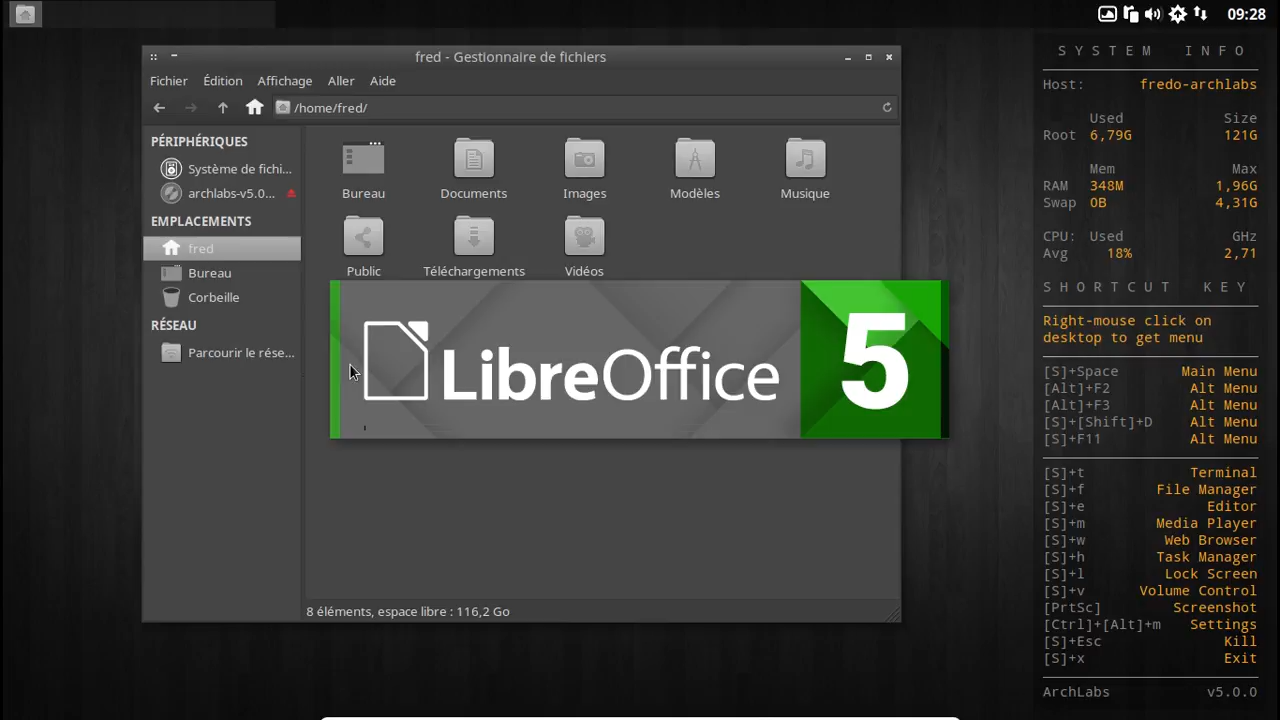 09:28
fred - Gestionnaire de fichiers
Fichier Édition Affichage Aller Aide
/home/fred/
PÉRIPHÉRIQUES
Système de fichi...
archlabs-v5.0...
EMPLACEMENTS
fred
Bureau
Corbeille
RÉSEAU
Parcourir le rése...
Bureau Documents Images Modèles Musique
Public Téléchargements Vidéos
LibreOffice 5
8 éléments, espace libre : 116,2 Go
SYSTEM INFO
Host: fredo-archlabs
Used Size
Root 6,79G 121G
Mem Max
RAM 348M 1,96G
Swap 0B 4,31G
CPU: Used GHz
Avg 18% 2,71
SHORTCUT KEY
Right-mouse click on
desktop to get menu
[S]+Space Main Menu
[Alt]+F2 Alt Menu
[Alt]+F3 Alt Menu
[S]+[Shift]+D Alt Menu
[S]+F11 Alt Menu
[S]+t Terminal
[S]+f File Manager
[S]+e Editor
[S]+m Media Player
[S]+w Web Browser
[S]+h Task Manager
[S]+l Lock Screen
[S]+v Volume Control
[PrtSc] Screenshot
[Ctrl]+[Alt]+m Settings
[S]+Esc Kill
[S]+x Exit
ArchLabs v5.0.0